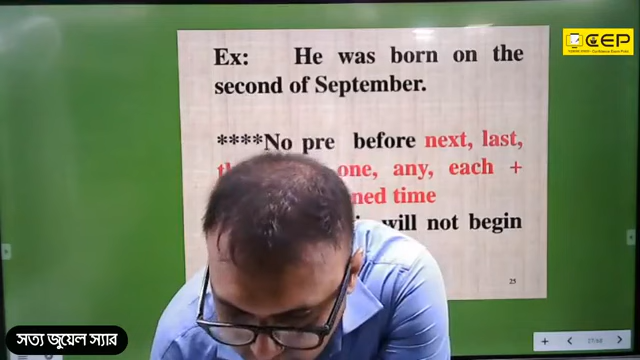 Ex: He was born on the
second of September.
****No pre before next, last,
one, any, each +
time
will not begin
25
CEP
সত্য জুয়েল স্যার